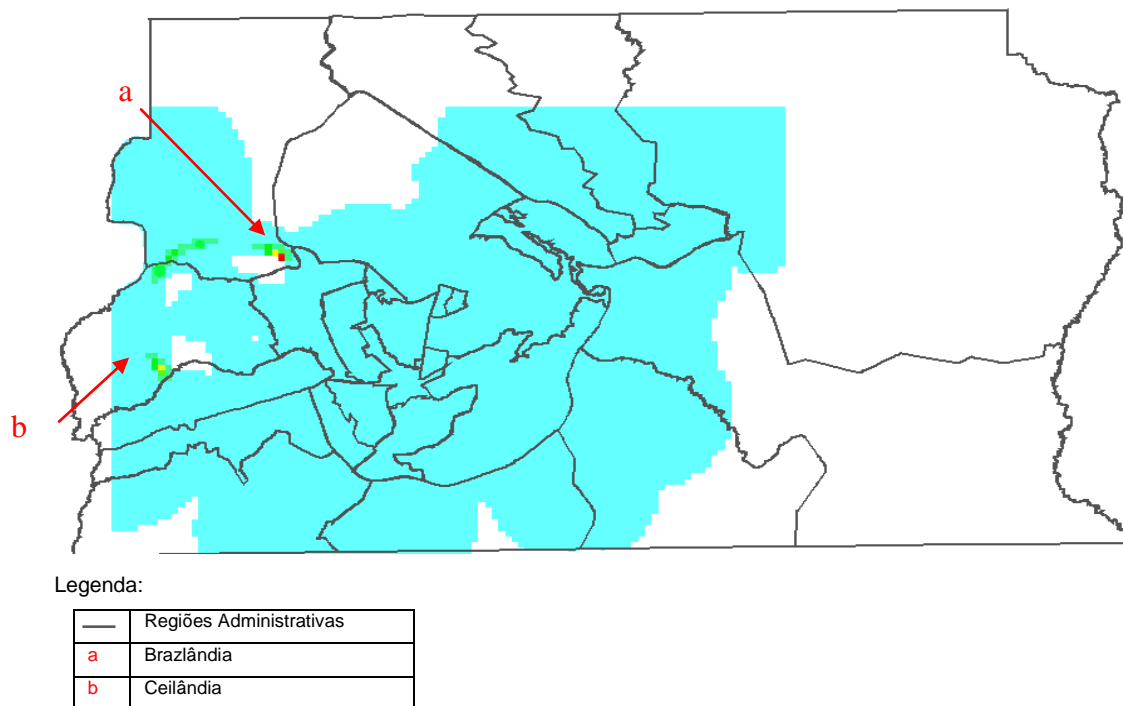 a
b
Legenda:
Regiões Administrativas
a Brazlândia
b Ceilândia